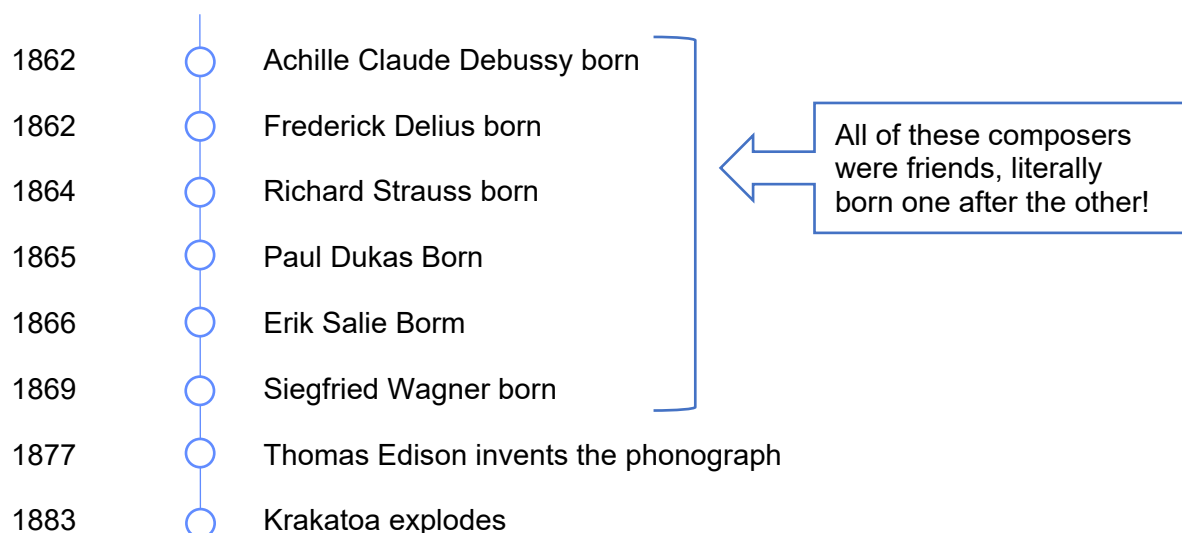 1862 Achille Claude Debussy born
1862 Frederick Delius born
1864 Richard Strauss born
1865 Paul Dukas Born
1866 Erik Salie Borm
1869 Siegfried Wagner born
1877 Thomas Edison invents the phonograph
1883 Krakatoa explodes
All of these composers
were friends, literally
born one after the other!